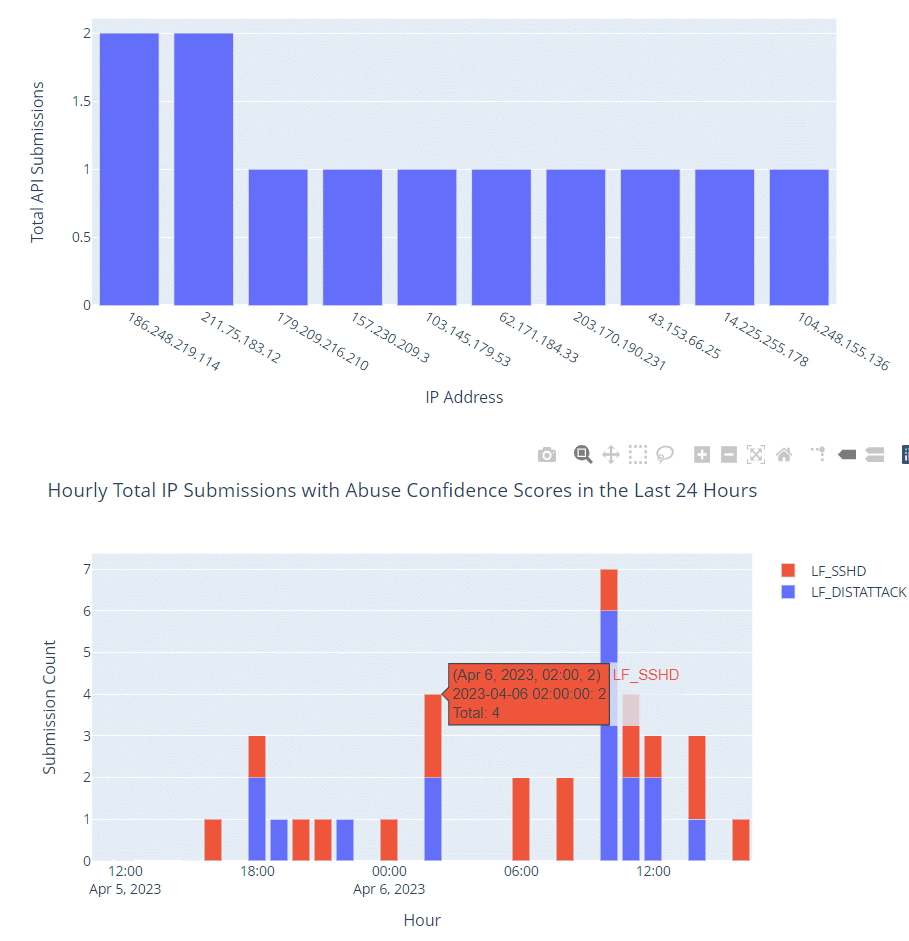 2
1.5
1
0.5
0
Total API Submissions
186.248.219.114
211.75.183.12
179.209.216.210
157.230.209.3
103.145.179.53
62.171.184.33
203.170.190.231
43.153.66.25
14.225.255.178
104.248.155.136
IP Address
Hourly Total IP Submissions with Abuse Confidence Scores in the Last 24 Hours
7
6
5
4
3
2
1
0
Submission Count
LF_SSHD
LF_DISTATTACK
(Apr 6, 2023, 02:00, 2) LF_SSHD
2023-04-06 02:00:00: 2
Total: 4
12:00 18:00 00:00 06:00 12:00
Apr 5, 2023 Apr 6, 2023
Hour